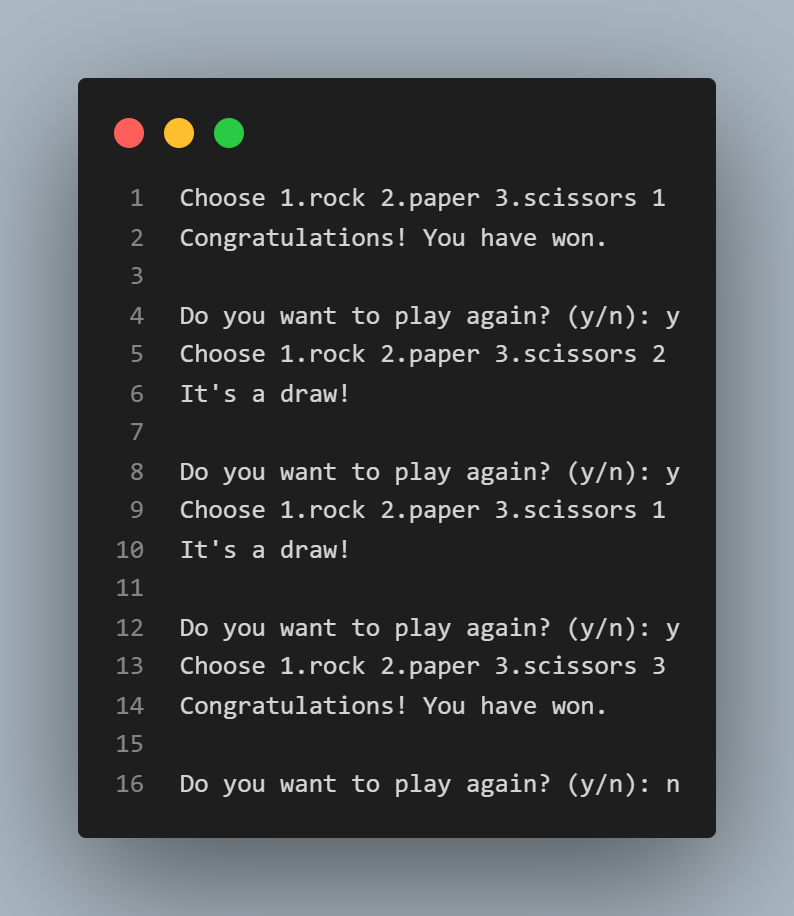 1 Choose 1.rock 2.paper 3.scissors 1
2 Congratulations! You have won.
3
4 Do you want to play again? (y/n): y
5 Choose 1.rock 2.paper 3.scissors 2
6 It's a draw!
7
8 Do you want to play again? (y/n): y
9 Choose 1.rock 2.paper 3.scissors 1
10 It's a draw!
11
12 Do you want to play again? (y/n): y
13 Choose 1.rock 2.paper 3.scissors 3
14 Congratulations! You have won.
15
16 Do you want to play again? (y/n): n